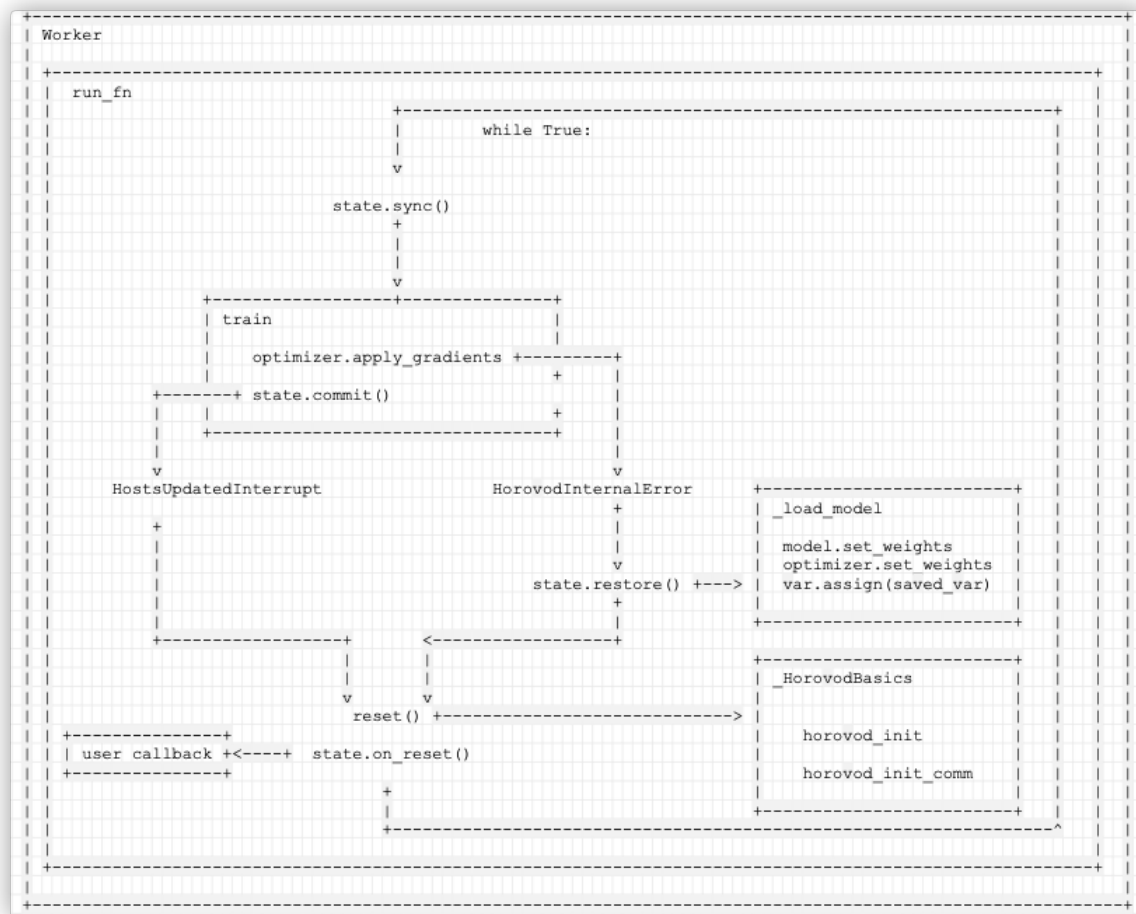 Worker
run_fn
while True:
v
state.sync()
v
train
optimizer.apply_gradients
state.commit()
v v
HostsUpdatedInterrupt HorovodInternalError
_load_model
model.set_weights
v optimizer.set_weights
state.restore() +---> var.assign(saved_var)
_HorovodBasics
v v
reset()
horovod_init
user callback +<----+ state.on_reset()
horovod_init_comm